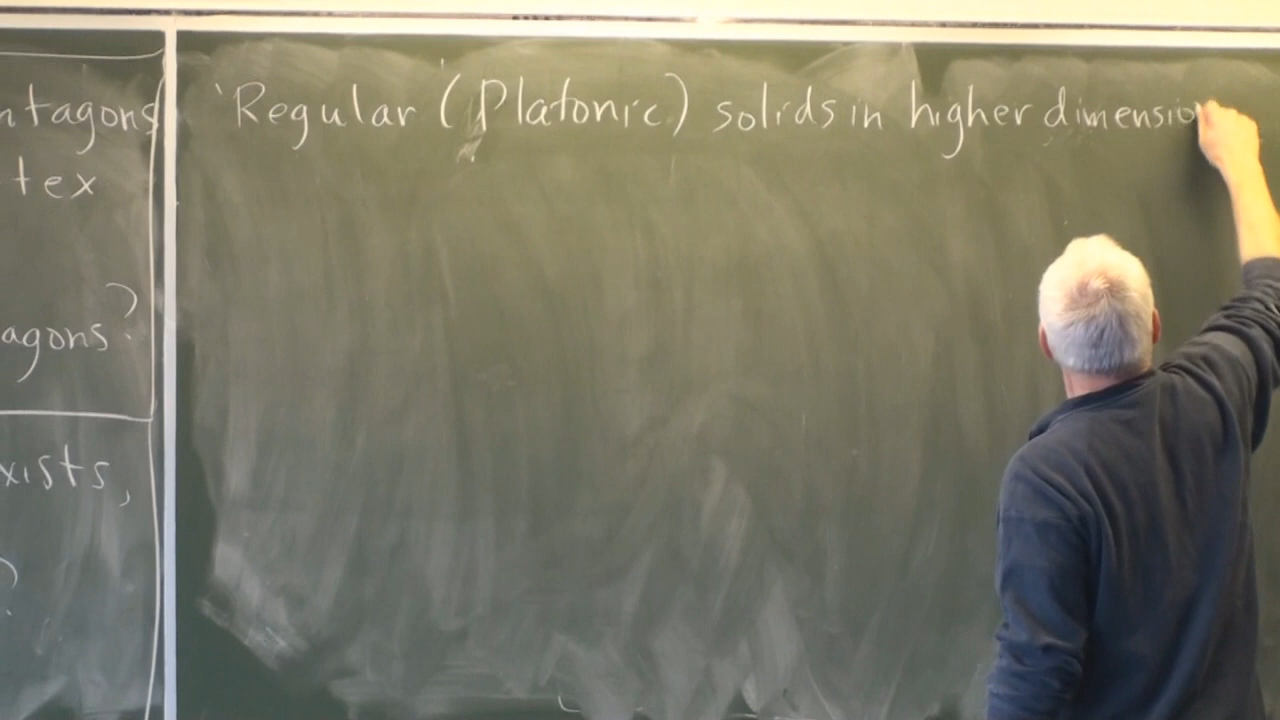 ntagons
tex
agons?
xists,
?
Regular (Platonic) solids in higher dimensio